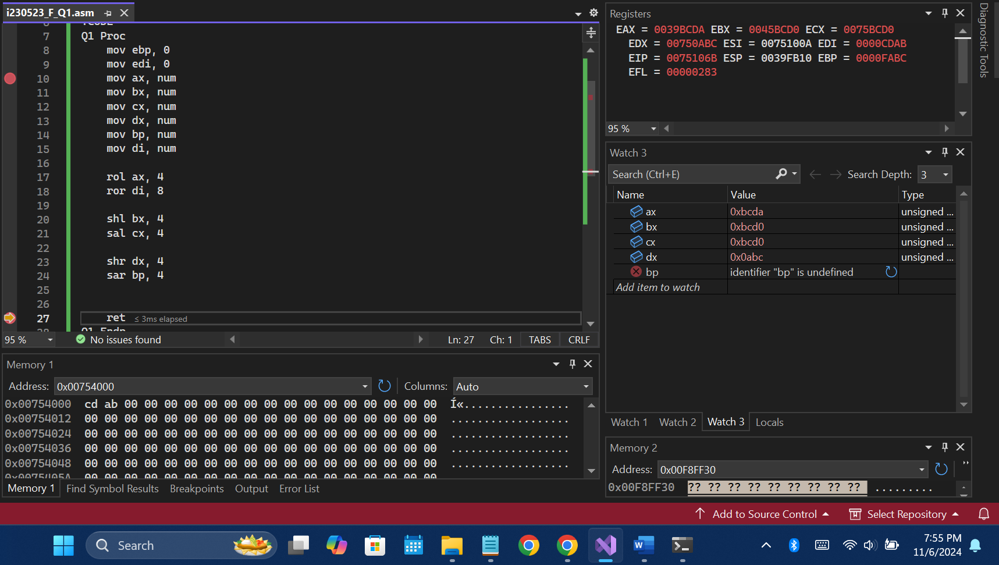 i230523_F_Q1.asm
7 Q1 Proc
8 mov ebp, 0
9 mov edi, 0
10 mov ax, num
11 mov bx, num
12 mov cx, num
13 mov dx, num
14 mov bp, num
15 mov di, num
16
17 rol ax, 4
18 ror di, 8
19
20 shl bx, 4
21 sal cx, 4
22
23 shr dx, 4
24 sar bp, 4
25
26
27 ret ≤ 3ms elapsed
95 % No issues found Ln: 27 Ch: 1 TABS CRLF
Memory 1
Address: 0x00754000 Columns: Auto
0x00754000 cd ab 00 00 00 00 00 00 00 00 00 00 00 00 00 00 00 00 Í«................
0x00754012 00 00 00 00 00 00 00 00 00 00 00 00 00 00 00 00 00 00 ..................
0x00754024 00 00 00 00 00 00 00 00 00 00 00 00 00 00 00 00 00 00 ..................
0x00754036 00 00 00 00 00 00 00 00 00 00 00 00 00 00 00 00 00 00 ..................
0x00754048 00 00 00 00 00 00 00 00 00 00 00 00 00 00 00 00 00 00 ..................
Memory 1 Find Symbol Results Breakpoints Output Error List
Registers
EAX = 0039BCDA EBX = 0045BCD0 ECX = 0075BCD0
EDX = 00750ABC ESI = 0075100A EDI = 0000CDAB
EIP = 0075106B ESP = 0039FB10 EBP = 0000FABC
EFL = 00000283
95 %
Diagnostic Tools
Watch 3
Search (Ctrl+E) Search Depth: 3
Name Value Type
ax 0xbcda unsigned ...
bx 0xbcd0 unsigned ...
cx 0xbcd0 unsigned ...
dx 0x0abc unsigned ...
bp identifier "bp" is undefined
Add item to watch
Watch 1 Watch 2 Watch 3 Locals
Memory 2
Address: 0x00F8FF30
0x00F8FF30 ?? ?? ?? ?? ?? ?? ?? ?? ?? .........
Add to Source Control Select Repository
Search
7:55 PM
11/6/2024